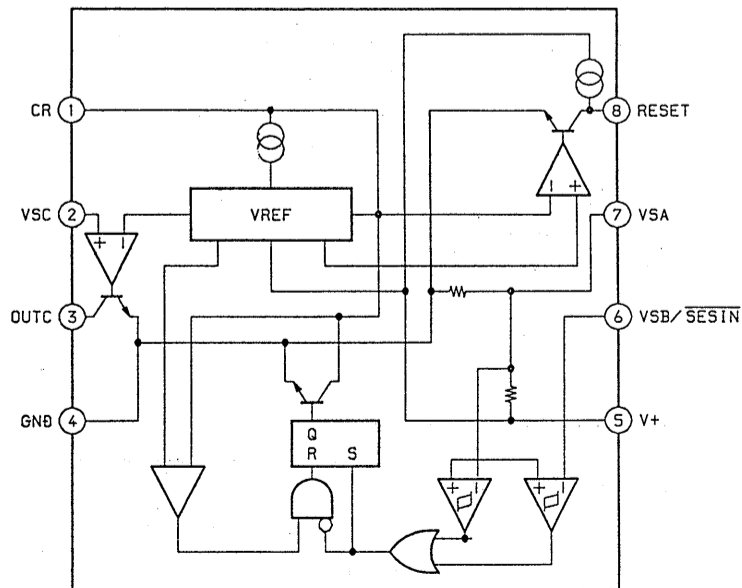 CR 1
8 RESET
VSC 2
+ -
VREF
- +
7 VSA
OUTC 3
6 VSB/SESIN
GND 4
5 V+
Q
R S
+ -
+ -